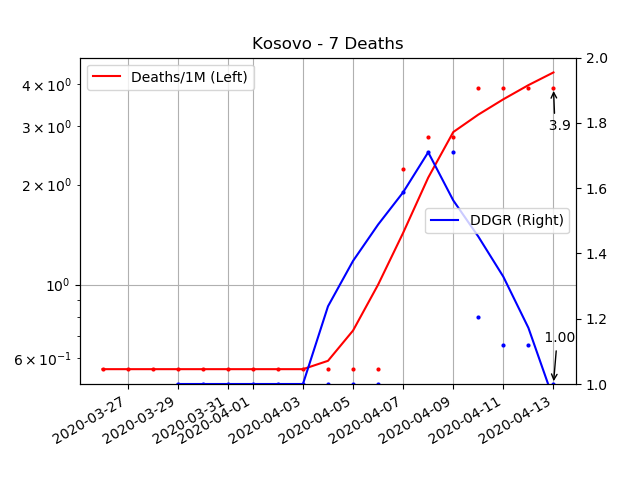 Kosovo - 7 Deaths
Deaths/1M (Left)
DDGR (Right)
4 × 10⁰
3 × 10⁰
2 × 10⁰
10⁰
6 × 10⁻¹
2.0
1.8
1.6
1.4
1.2
1.0
3.9
1.00
2020-03-27
2020-03-29
2020-03-31
2020-04-01
2020-04-03
2020-04-05
2020-04-07
2020-04-09
2020-04-11
2020-04-13